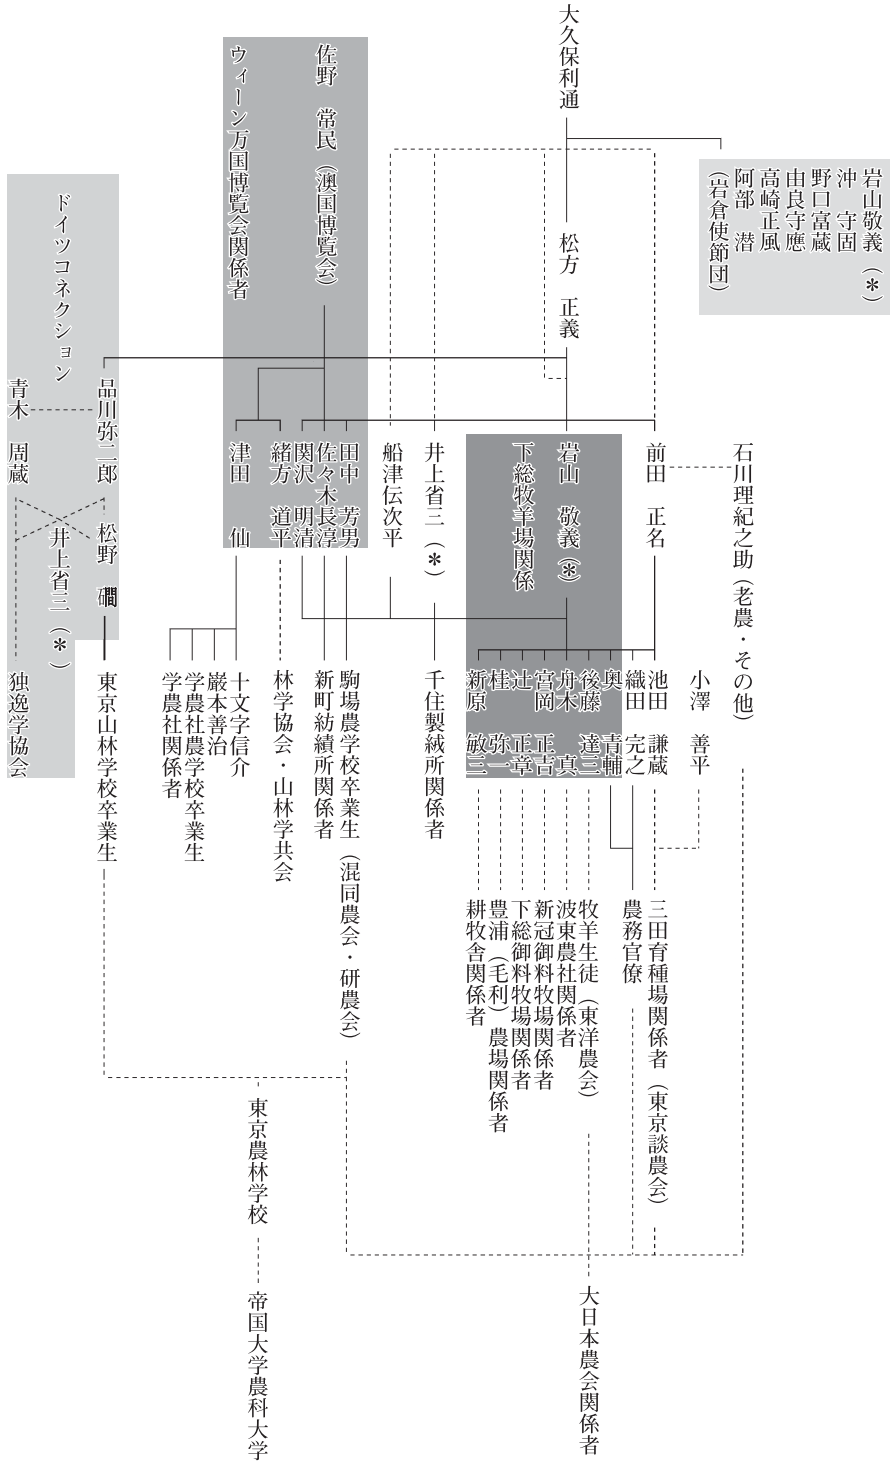 大久保利通
岩山敬義(*)
沖 守固
野口富蔵
由良守應
高崎正風
阿部 潜
(岩倉使節団)
松方 正義
佐野 常民(澳国博覧会)
ウィーン万国博覧会関係者
ドイツコネクション
石川理紀之助(老農・その他)
前田 正名
岩山 敬義(*)
下総牧羊場関係
井上省三(*)
船津伝次平
田中 芳男
佐々木長淳
関沢 明清
緒方 道平
津田 仙
品川弥二郎
松野 磵
井上省三(*)
青木 周蔵
小澤 善平
池田 謙蔵
織田 完之
奥 青輔
後藤 達三
舟木 真
宮岡 正吉
辻 正章
桂 弥一
新原 敏三
千住製絨所関係者
駒場農学校卒業生(混同農会・研農会)
新町紡績所関係者
林学協会・山林学共会
十文字信介
巌本善治
学農社農学校卒業生
学農社関係者
東京山林学校卒業生
独逸学協会
三田育種場関係者(東京談農会)
農務官僚
牧羊生徒(東洋農会)
波東農社関係者
新冠御料牧場関係者
下総御料牧場関係者
豊浦(毛利)農場関係者
耕牧舎関係者
東京農林学校
大日本農会関係者
帝国大学農科大学